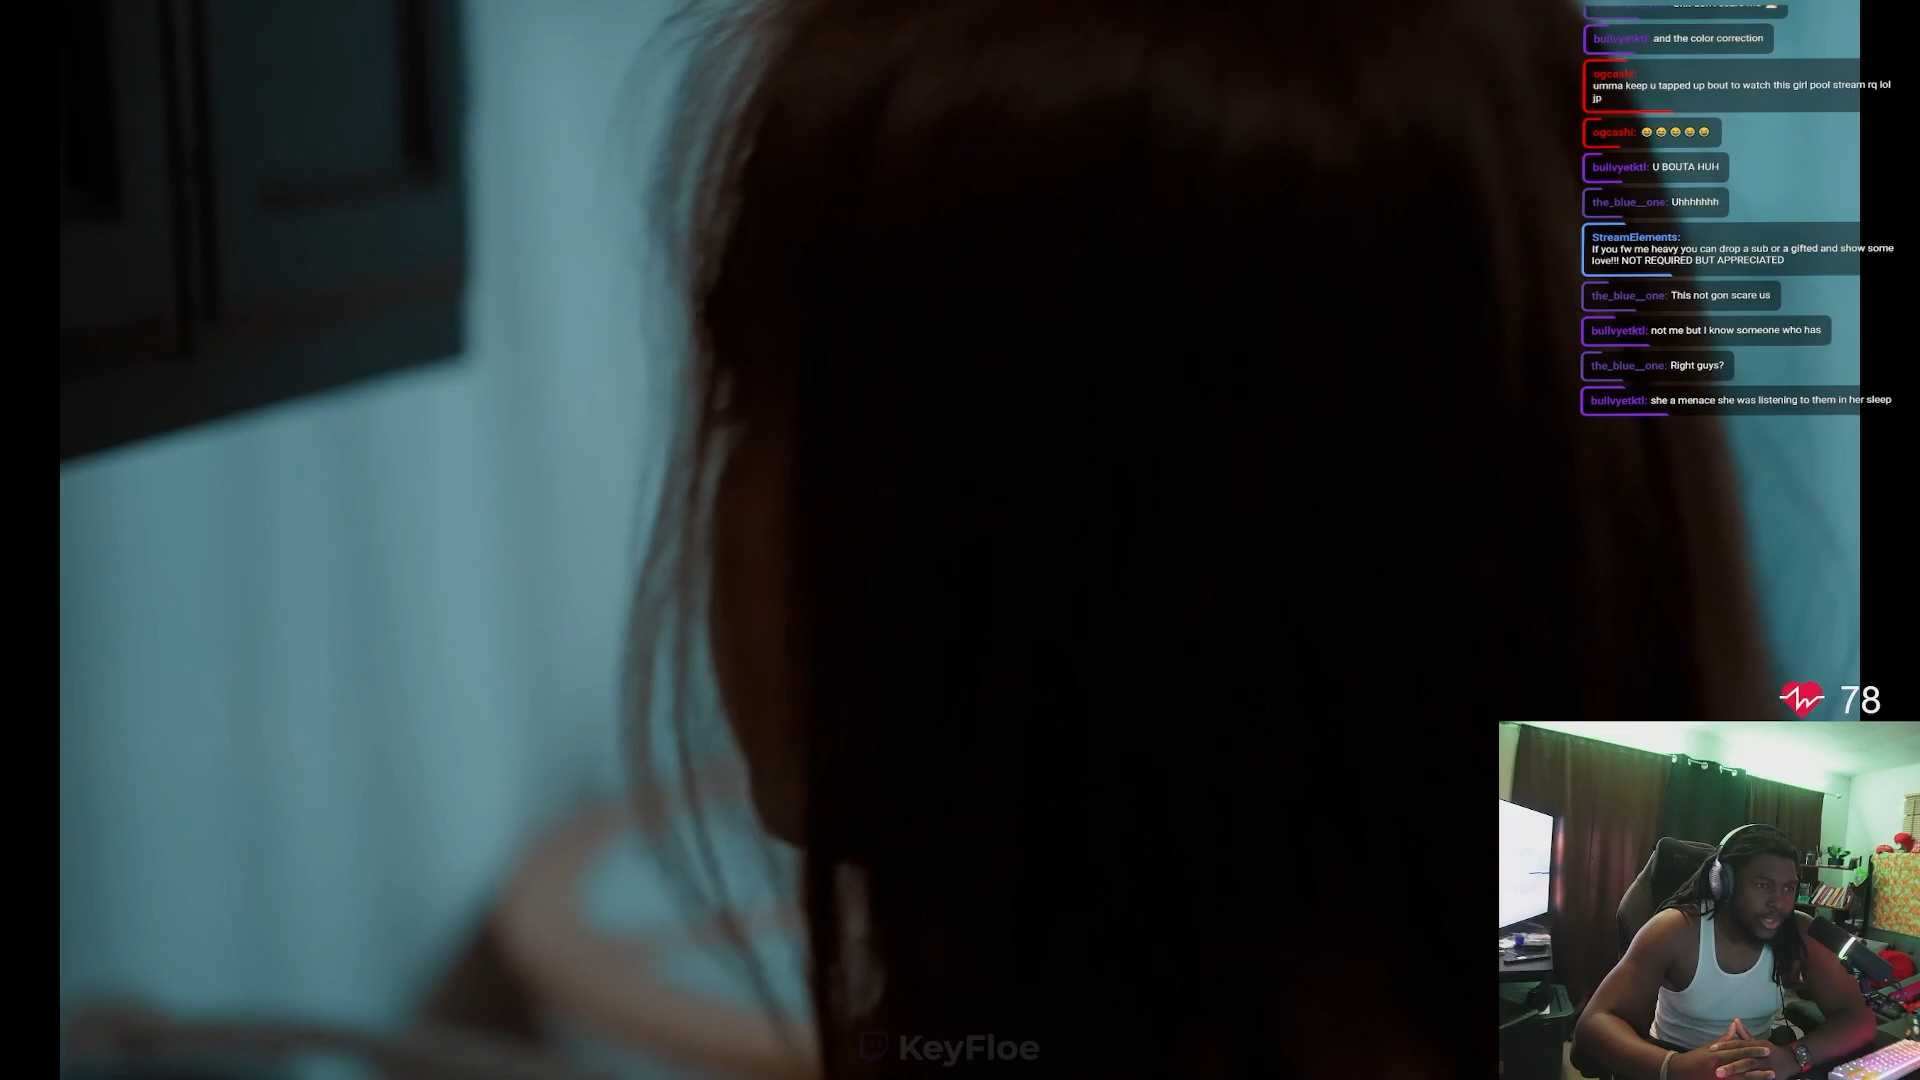 bullvyetktl: and the color correction
ogcashi:
umma keep u tapped up bout to watch this girl pool stream rq lol
jp
ogcashi: 😂 😂 😂 😂 😂
bullvyetktl: U BOUTA HUH
the_blue__one: Uhhhhhhh
StreamElements:
If you fw me heavy you can drop a sub or a gifted and show some
love!!! NOT REQUIRED BUT APPRECIATED
the_blue__one: This not gon scare us
bullvyetktl: not me but I know someone who has
the_blue__one: Right guys?
bullvyetktl: she a menace she was listening to them in her sleep
78
KeyFloe